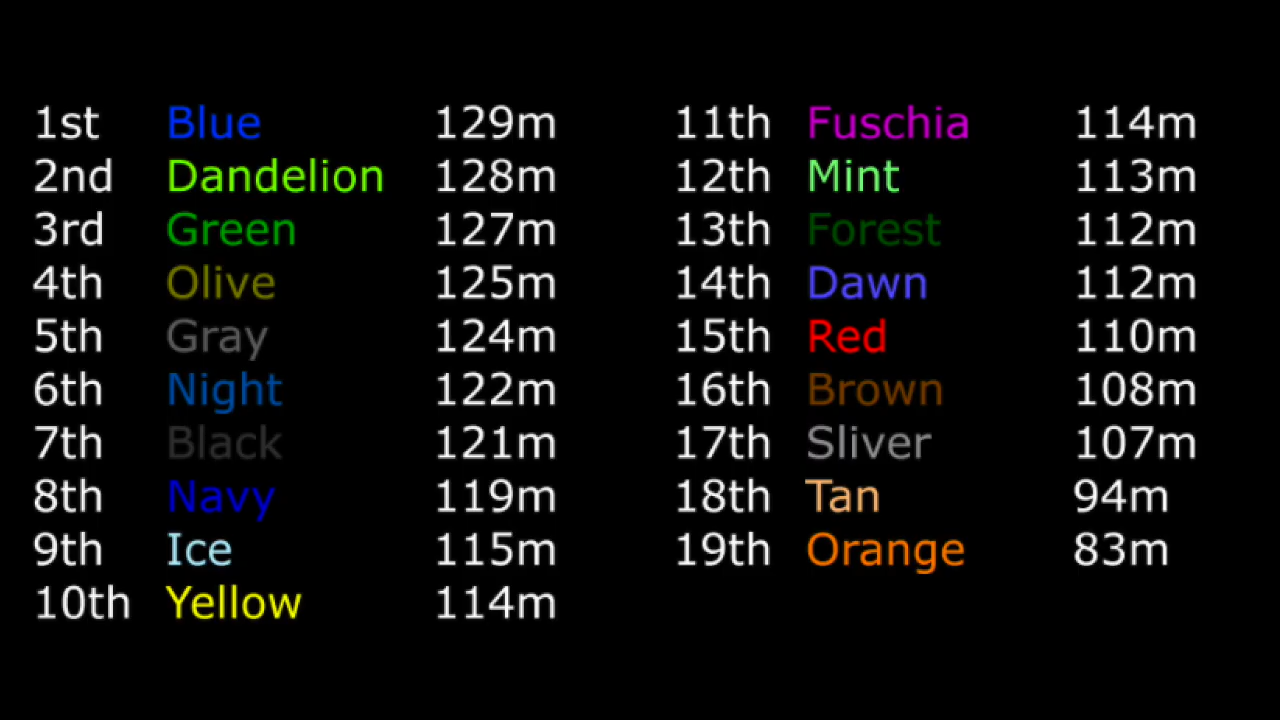 1st Blue 129m
2nd Dandelion 128m
3rd Green 127m
4th Olive 125m
5th Gray 124m
6th Night 122m
7th Black 121m
8th Navy 119m
9th Ice 115m
10th Yellow 114m
11th Fuschia 114m
12th Mint 113m
13th Forest 112m
14th Dawn 112m
15th Red 110m
16th Brown 108m
17th Sliver 107m
18th Tan 94m
19th Orange 83m